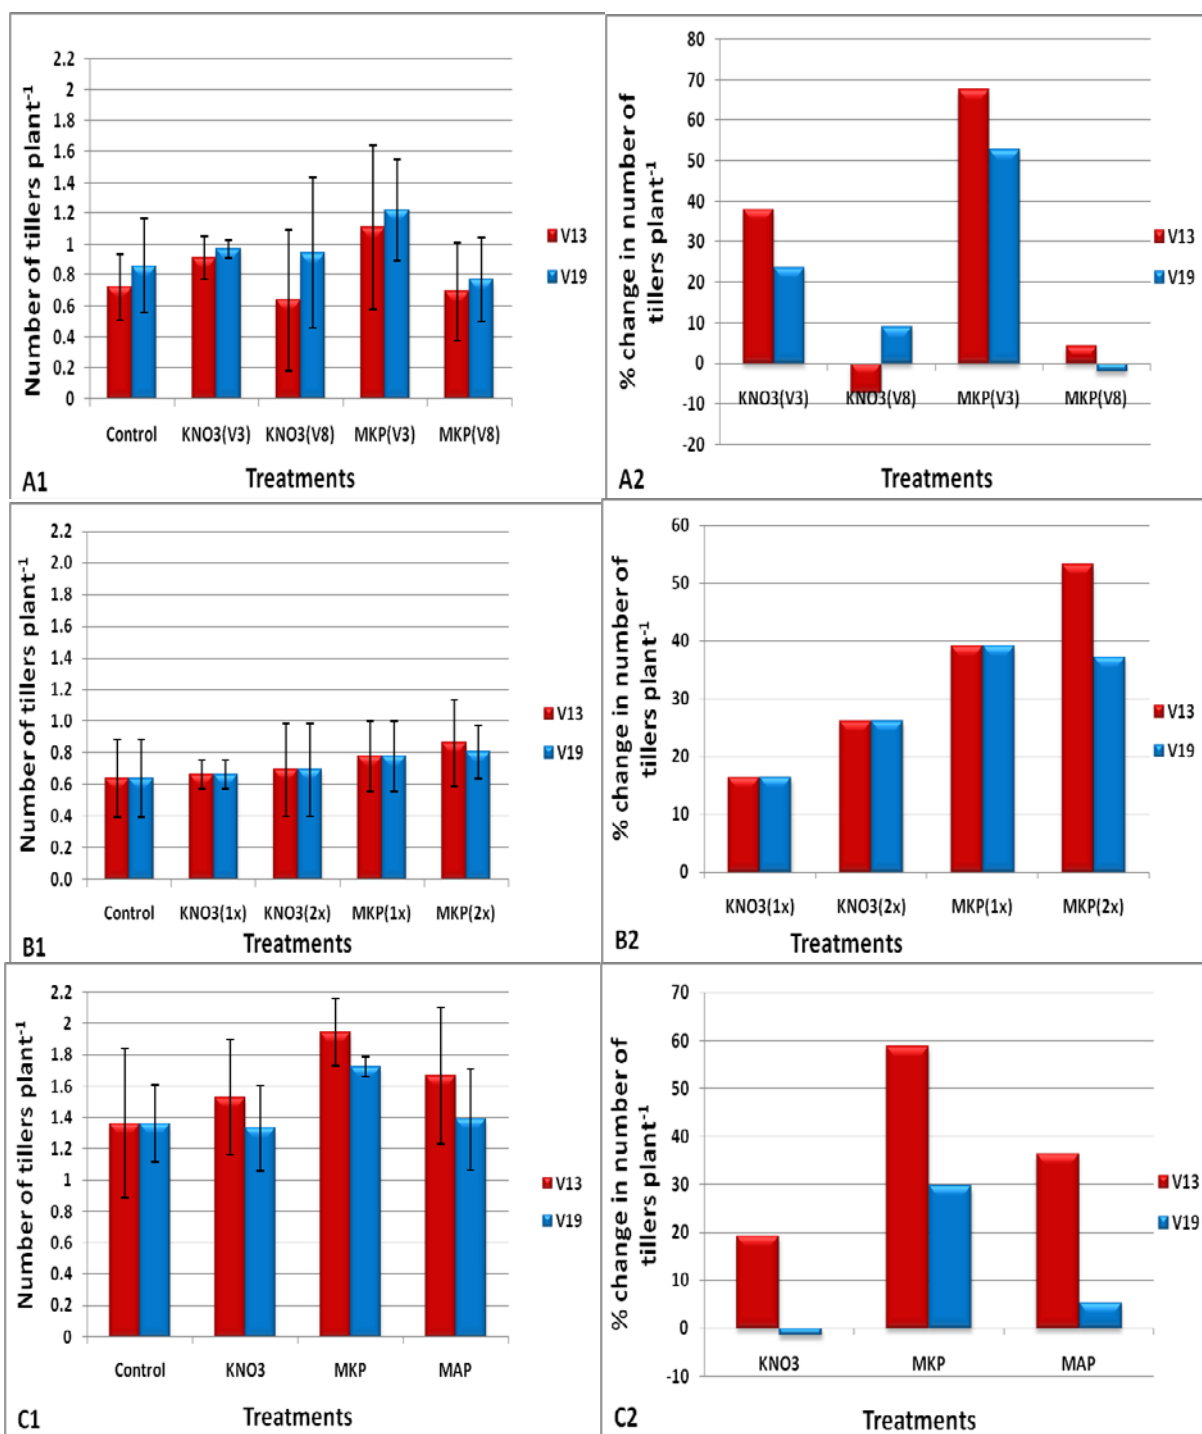 Number of tillers plant-1
2.2
2
1.8
1.6
1.4
1.2
1
0.8
0.6
0.4
0.2
0
Control KNO3(V3) KNO3(V8) MKP(V3) MKP(V8)
Treatments
V13
V19
A1
% change in number of
tillers plant-1
80
70
60
50
40
30
20
10
0
-10
-20
KNO3(V3) KNO3(V8) MKP(V3) MKP(V8)
Treatments
V13
V19
A2
Number of tillers plant-1
2.2
2.0
1.8
1.6
1.4
1.2
1.0
0.8
0.6
0.4
0.2
0.0
Control KNO3(1x) KNO3(2x) MKP(1x) MKP(2x)
Treatments
V13
V19
B1
% change in number of
tillers plant-1
60
50
40
30
20
10
0
KNO3(1x) KNO3(2x) MKP(1x) MKP(2x)
Treatments
V13
V19
B2
Number of tillers plant-1
2.2
2
1.8
1.6
1.4
1.2
1
0.8
0.6
0.4
0.2
0
Control KNO3 MKP MAP
Treatments
V13
V19
C1
% change in number of
tillers plant-1
70
60
50
40
30
20
10
0
-10
KNO3 MKP MAP
Treatments
V13
V19
C2